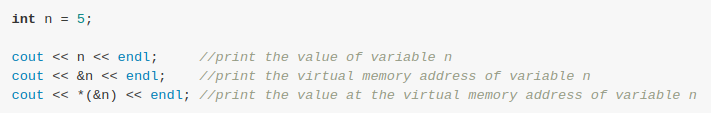 int n = 5;
cout << n << endl;     //print the value of variable n
cout << &n << endl;    //print the virtual memory address of variable n
cout << *(&n) << endl; //print the value at the virtual memory address of variable n